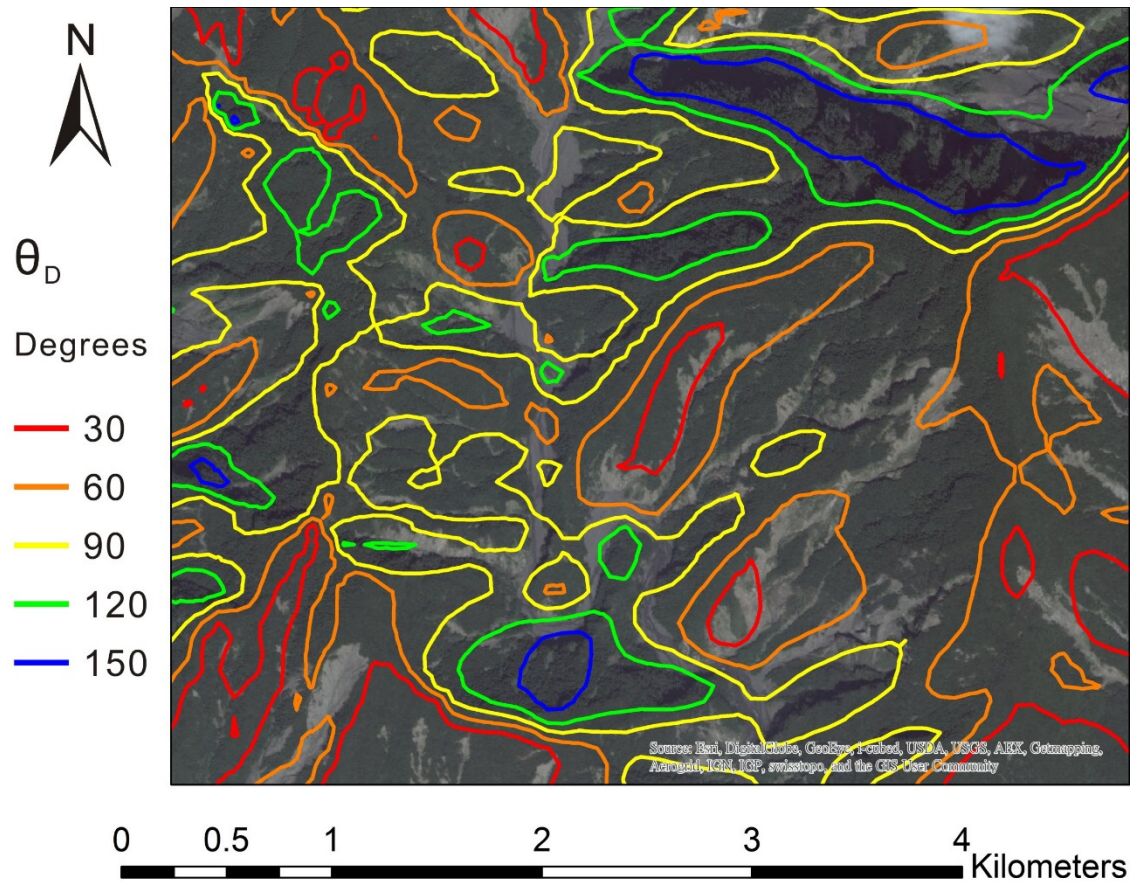 N
θD
Degrees
30
60
90
120
150
Source: Esri, DigitalGlobe, GeoEye, i-cubed, USDA, USGS, AEX, Getmapping,
Aerogrid, IGN, IGP, swisstopo, and the GIS User Community
0 0.5 1 2 3 4
Kilometers